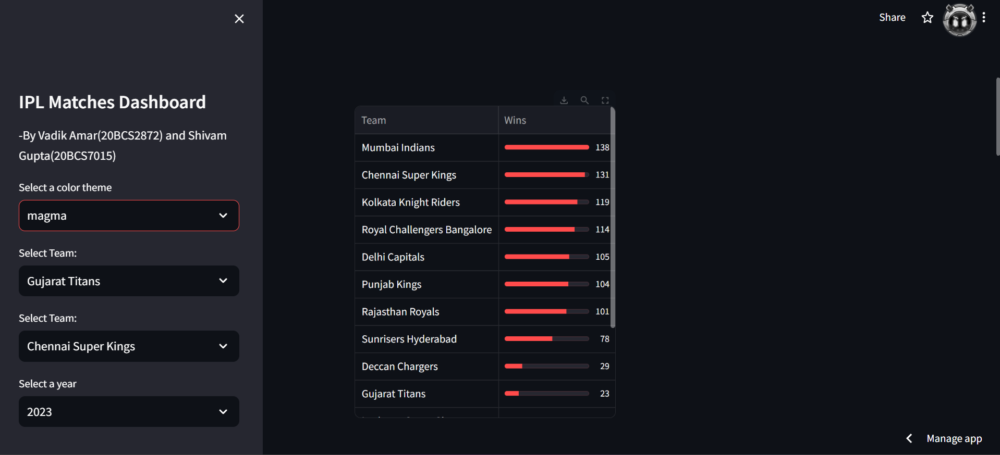 Share
IPL Matches Dashboard
-By Vadik Amar(20BCS2872) and Shivam
Gupta(20BCS7015)
Select a color theme
magma
Select Team:
Gujarat Titans
Select Team:
Chennai Super Kings
Select a year
2023
Team Wins
Mumbai Indians 138
Chennai Super Kings 131
Kolkata Knight Riders 119
Royal Challengers Bangalore 114
Delhi Capitals 105
Punjab Kings 104
Rajasthan Royals 101
Sunrisers Hyderabad 78
Deccan Chargers 29
Gujarat Titans 23
Manage app